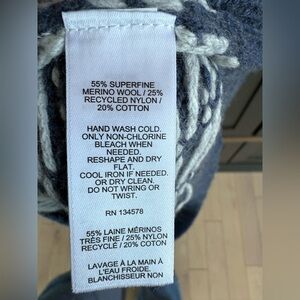 55% SUPERFINE
MERINO WOOL / 25%
RECYCLED NYLON /
20% COTTON
HAND WASH COLD.
ONLY NON-CHLORINE
BLEACH WHEN
NEEDED.
RESHAPE AND DRY
FLAT.
COOL IRON IF NEEDED.
OR DRY CLEAN.
DO NOT WRING OR
TWIST.
RN 134578
55% LAINE MÉRINOS
TRÈS FINE / 25% NYLON
RECYCLÉ / 20% COTON
LAVAGE À LA MAIN À
L'EAU FROIDE.
BLANCHISSEUR NON